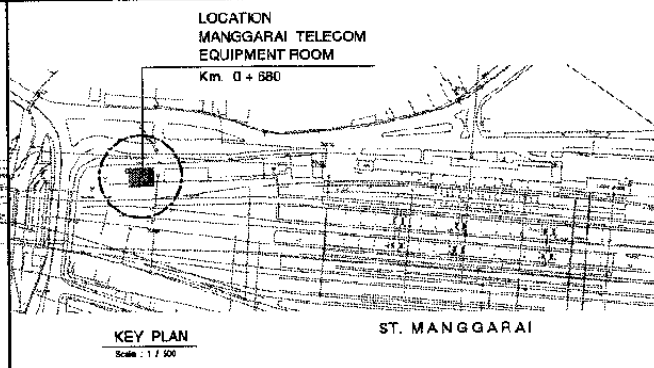 LOCATION
MANGGARAI TELECOM
EQUIPMENT ROOM
Km. 0 + 680
KEY PLAN
ST. MANGGARAI